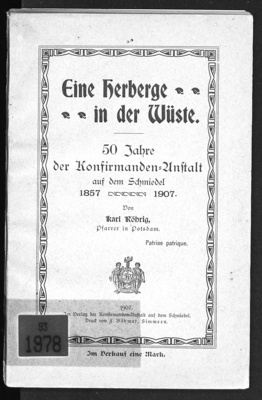 Eine Herberge
in der Wüste.
50 Jahre
der Konfirmanden-Anstalt
auf dem Schmiedel
1857 1907.
Von
Karl Röhrig,
Pfarrer in Potsdam.
Patriae patrique.
1907.
Im Verlag der Konfirmanden-Anstalt auf dem Schmiedel.
Druck von F. Böhmer, Simmern.
93
1978
Im Verkauf eine Mark.